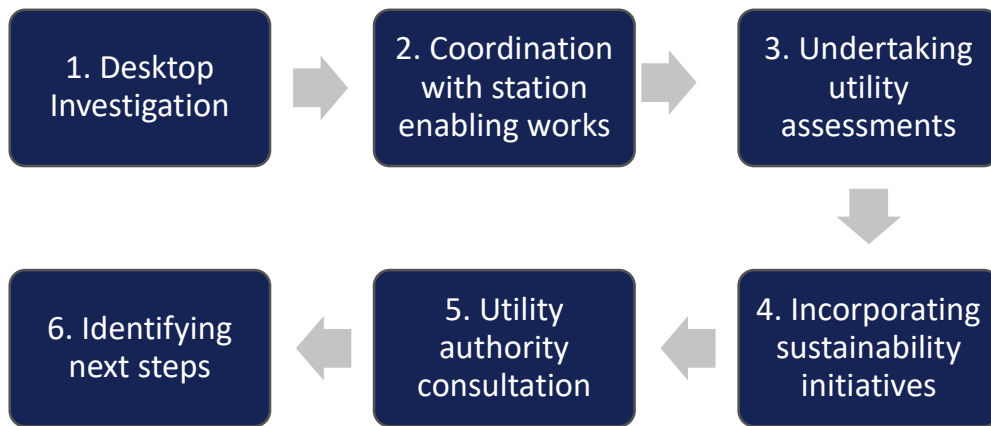 1. Desktop
Investigation
2. Coordination
with station
enabling works
3. Undertaking
utility
assessments
4. Incorporating
sustainability
initiatives
5. Utility
authority
consultation
6. Identifying
next steps